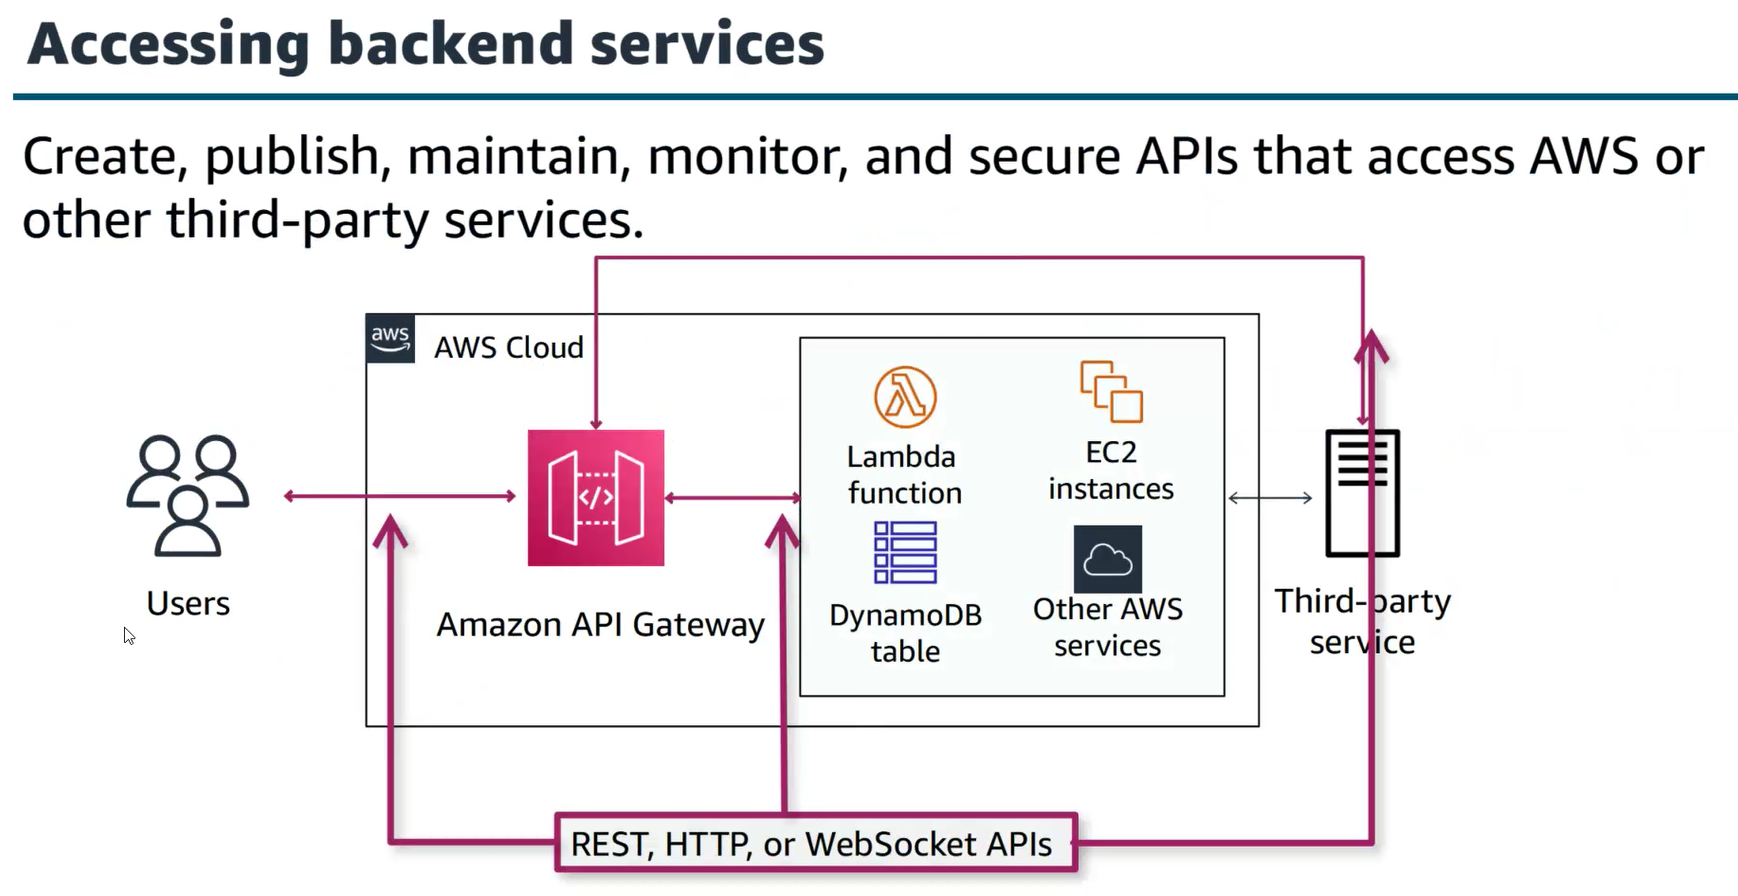 Accessing backend services
Create, publish, maintain, monitor, and secure APIs that access AWS or
other third-party services.
aws
AWS Cloud
Users
</>
Amazon API Gateway
Lambda
function
EC2
instances
DynamoDB
table
Other AWS
services
Third-party
service
REST, HTTP, or WebSocket APIs